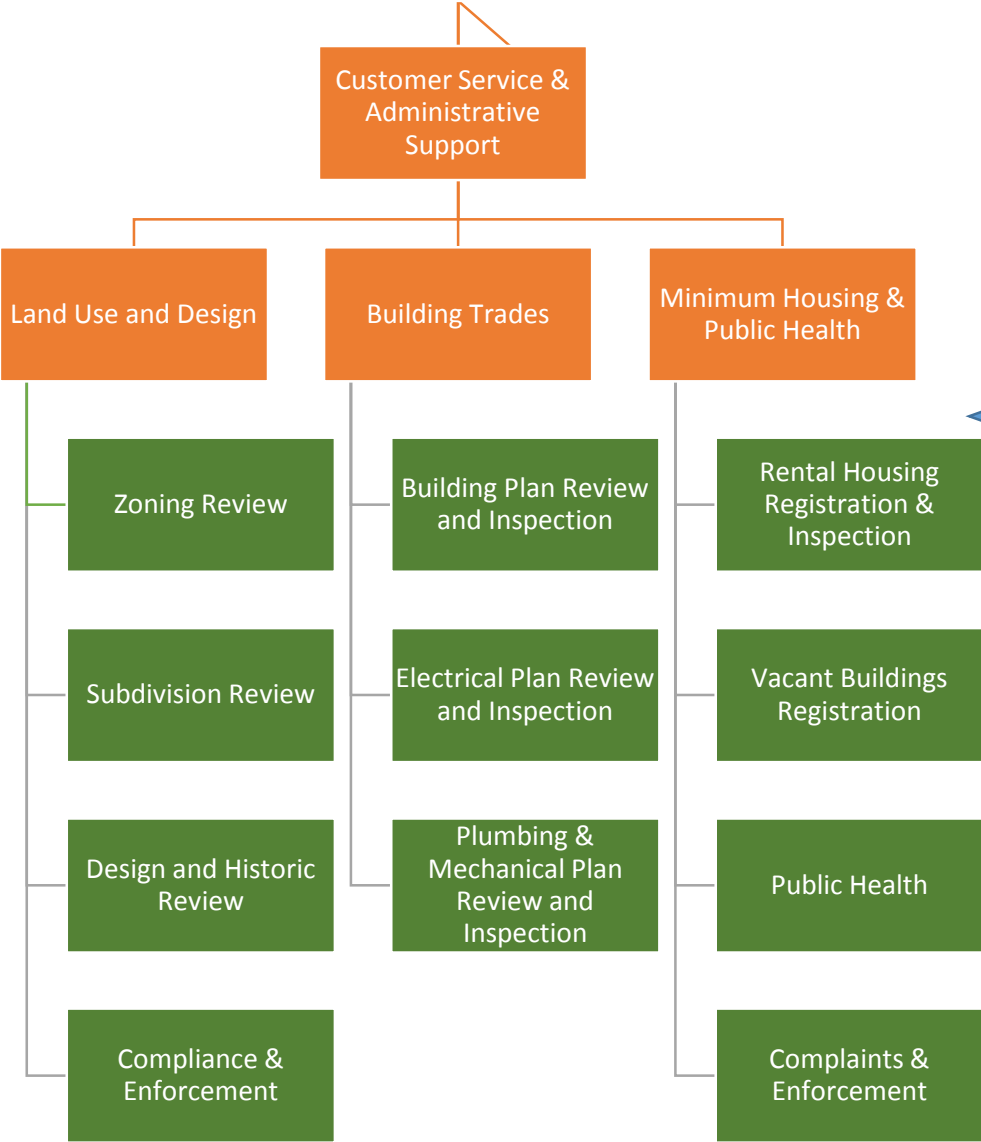 Customer Service &
Administrative
Support
Land Use and Design
Building Trades
Minimum Housing &
Public Health
Zoning Review
Building Plan Review
and Inspection
Rental Housing
Registration &
Inspection
Subdivision Review
Electrical Plan Review
and Inspection
Vacant Buildings
Registration
Design and Historic
Review
Plumbing &
Mechanical Plan
Review and
Inspection
Public Health
Compliance &
Enforcement
Complaints &
Enforcement